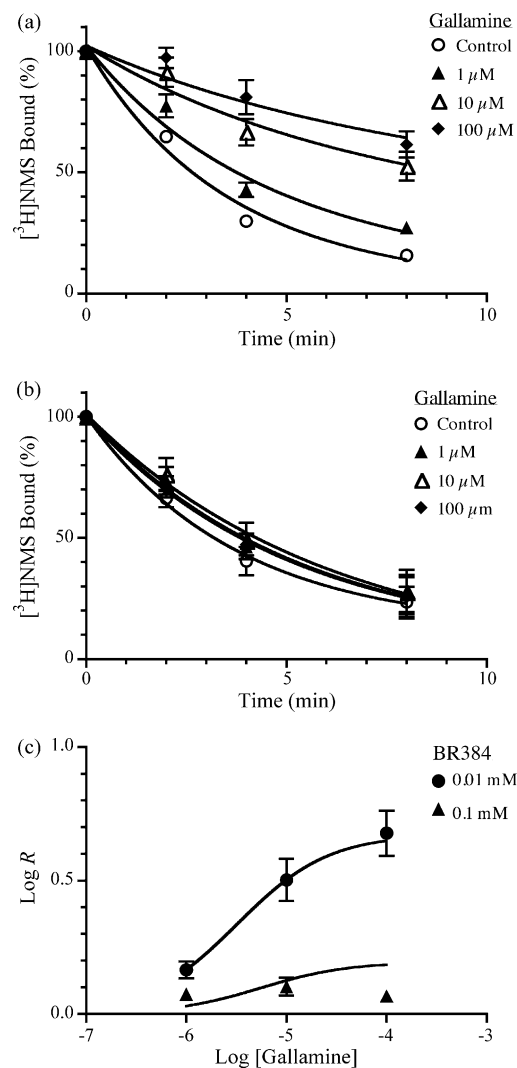 (a)
Gallamine
Control
1 µM
10 µM
100 µM
[³H]NMS Bound (%)
100
50
0
0 5 10
Time (min)
(b)
Gallamine
Control
1 µM
10 µM
100 µm
[³H]NMS Bound (%)
100
50
0
0 5 10
Time (min)
(c)
BR384
0.01 mM
0.1 mM
Log R
1.0
0.5
0.0
-7 -6 -5 -4 -3
Log [Gallamine]